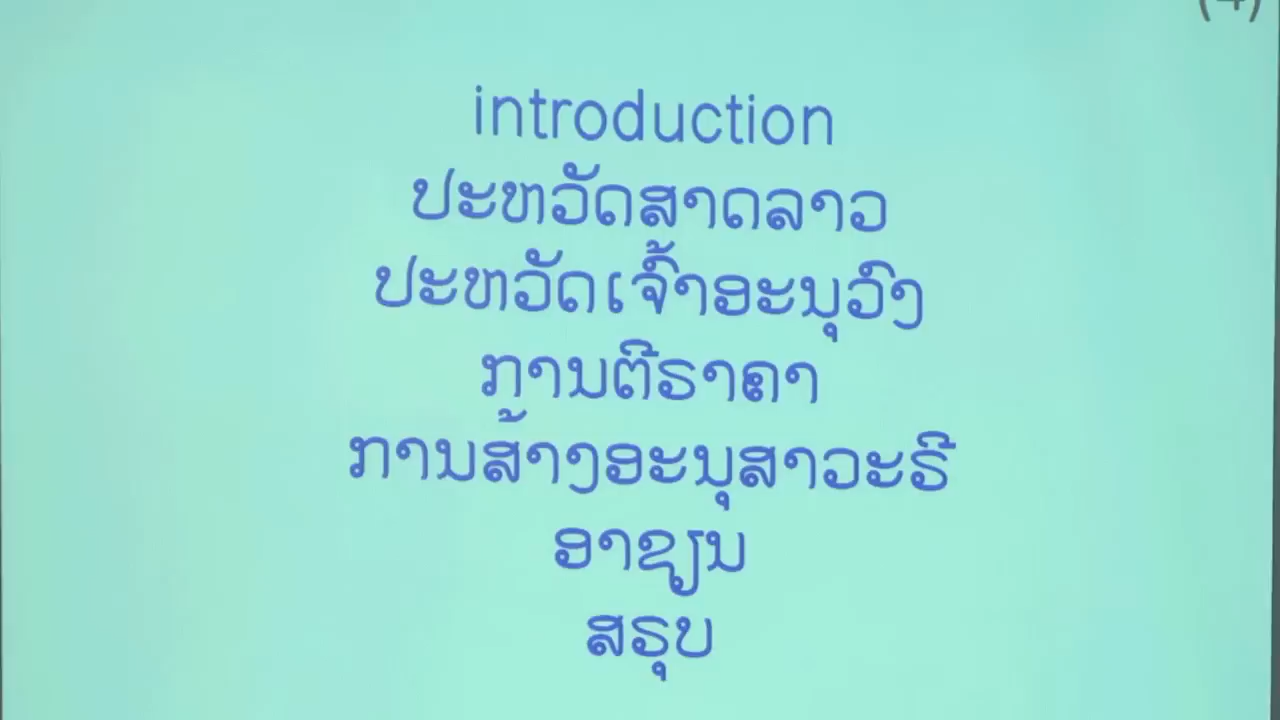 (4)
introduction
ປະຫວັດສາດລາວ
ປະຫວັດເຈົ້າອະນຸວົງ
ການຕີຣາຄາ
ການສ້າງອະນຸສາວະຣີ
ອາຊຽນ
ສຣຸບ